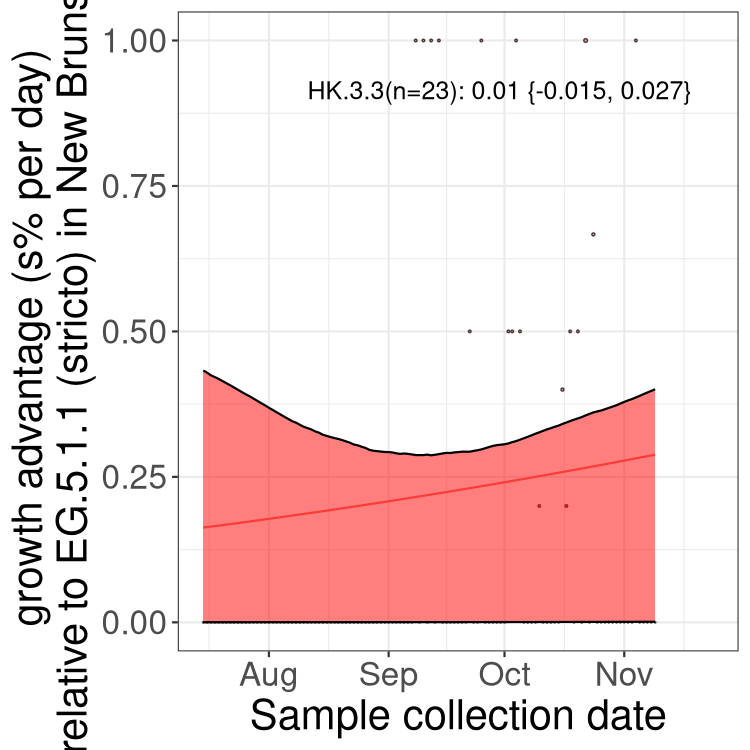 growth advantage (s% per day)
relative to EG.5.1.1 (stricto) in New Bruns
1.00
0.75
0.50
0.25
0.00
HK.3.3(n=23): 0.01 {-0.015, 0.027}
Aug Sep Oct Nov
Sample collection date